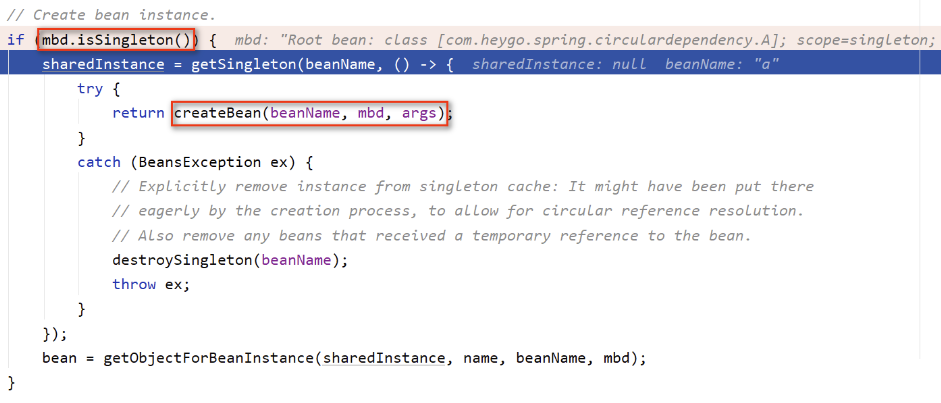 // Create bean instance.
if (mbd.isSingleton()) {  mbd: "Root bean: class [com.heygo.spring.circulardependency.A]; scope=singleton;
    sharedInstance = getSingleton(beanName, () -> {  sharedInstance: null  beanName: "a"
        try {
            return createBean(beanName, mbd, args);
        }
        catch (BeansException ex) {
            // Explicitly remove instance from singleton cache: It might have been put there
            // eagerly by the creation process, to allow for circular reference resolution.
            // Also remove any beans that received a temporary reference to the bean.
            destroySingleton(beanName);
            throw ex;
        }
    });
    bean = getObjectForBeanInstance(sharedInstance, name, beanName, mbd);
}